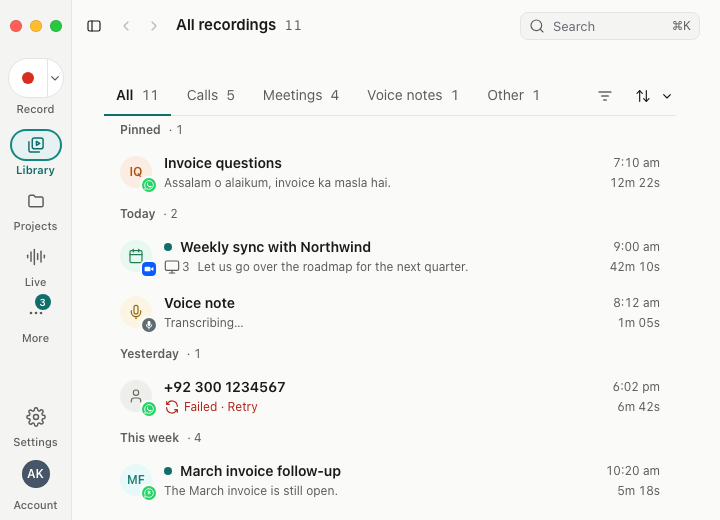 All recordings 11
Search ⌘K
Record
Library
Projects
Live
3
More
Settings
AK
Account
All 11 Calls 5 Meetings 4 Voice notes 1 Other 1
Pinned · 1
IQ Invoice questions 7:10 am
Assalam o alaikum, invoice ka masla hai. 12m 22s
Today · 2
Weekly sync with Northwind 9:00 am
3 Let us go over the roadmap for the next quarter. 42m 10s
Voice note 8:12 am
Transcribing... 1m 05s
Yesterday · 1
+92 300 1234567 6:02 pm
Failed · Retry 6m 42s
This week · 4
MF March invoice follow-up 10:20 am
The March invoice is still open. 5m 18s